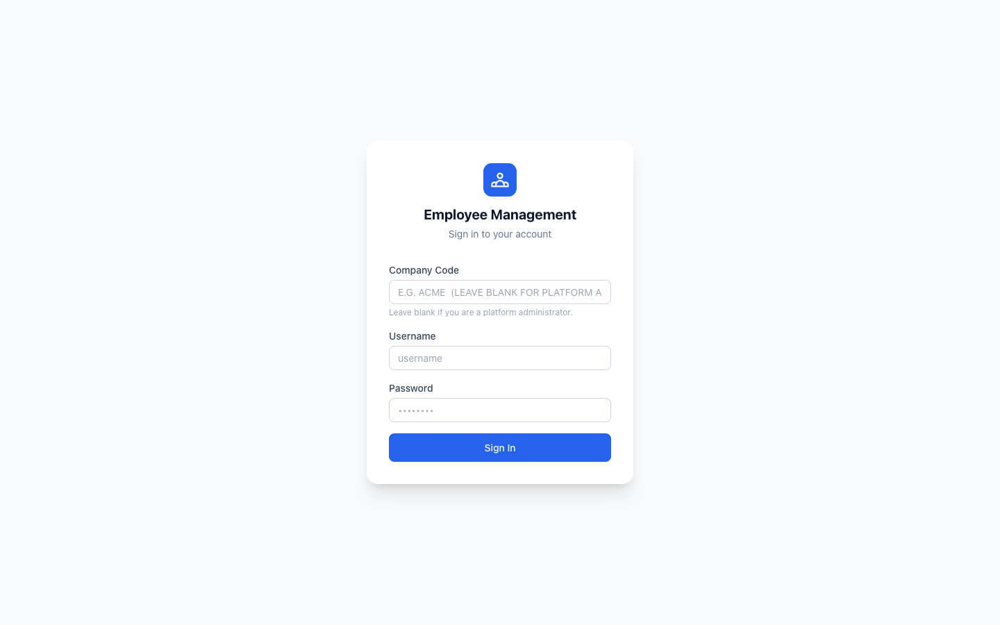 Employee Management
Sign in to your account
Company Code
E.G. ACME  (LEAVE BLANK FOR PLATFORM A
Leave blank if you are a platform administrator.
Username
username
Password
••••••••
Sign In